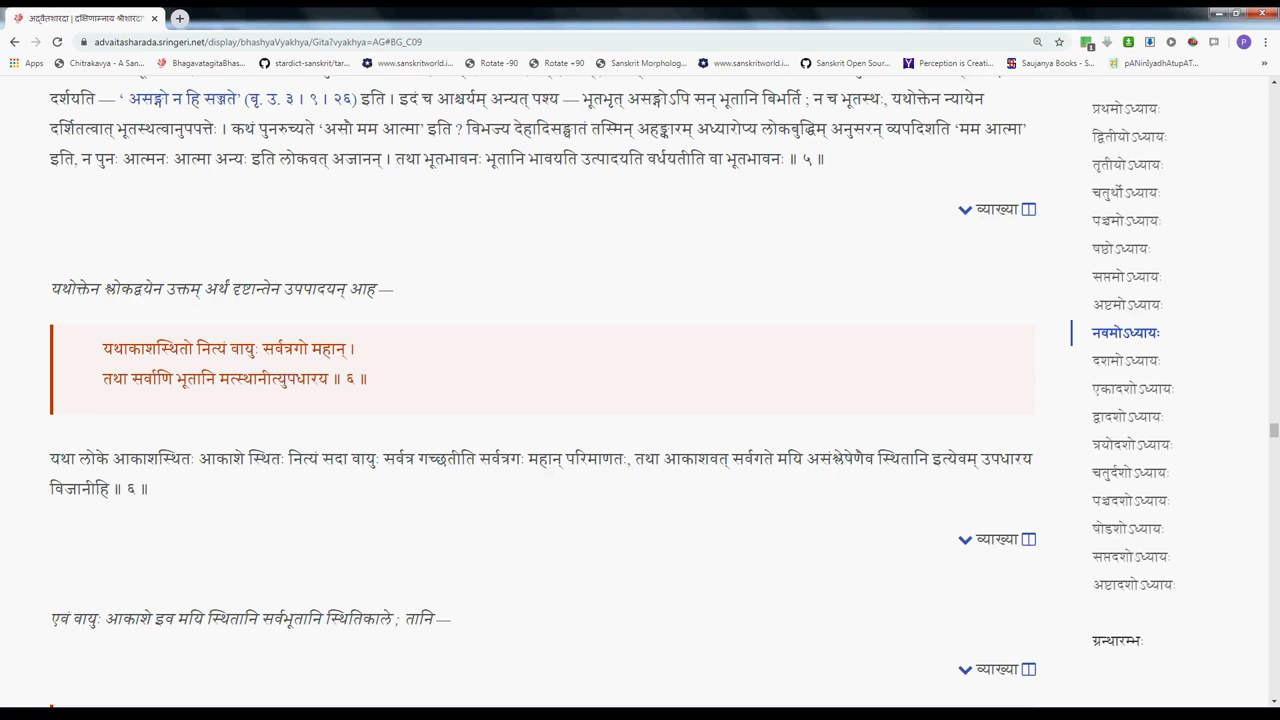 अद्वैतशारदा | दक्षिणाम्नाय श्रीशारदा
advaitasharada.sringeri.net/display/bhashyaVyakhya/Gita?vyakhya=AG#BG_C09
Apps Chitrakavya - A San... BhagavatagitaBhas... stardict-sanskrit/tar... www.sanskritworld.i... Rotate -90 Rotate +90 Sanskrit Morpholog... www.sanskritworld.i... Sanskrit Open Sour... Perception is Creati... Saujanya Books - S... pANiniIyadhAtupAT...
दर्शयति — ‘ असङ्गो न हि सज्जते’ (बृ. उ. ३ । ९ । २६) इति । इदं च आश्चर्यम् अन्यत् पश्य — भूतभृत् असङ्गोऽपि सन् भूतानि बिभर्ति ; न च भूतस्थः, यथोक्तेन न्यायेन
दर्शितत्वात् भूतस्थत्वानुपपत्तेः । कथं पुनरुच्यते ‘असौ मम आत्मा’ इति ? विभज्य देहादिसङ्घातं तस्मिन् अहङ्कारम् अध्यारोप्य लोकबुद्धिम् अनुसरन् व्यपदिशति ‘मम आत्मा’
इति, न पुनः आत्मनः आत्मा अन्यः इति लोकवत् अजानन् । तथा भूतभावनः भूतानि भावयति उत्पादयति वर्धयतीति वा भूतभावनः ॥ ५ ॥
व्याख्या
यथोक्तेन श्लोकद्वयेन उक्तम् अर्थं दृष्टान्तेन उपपादयन् आह —
यथाकाशस्थितो नित्यं वायुः सर्वत्रगो महान् ।
तथा सर्वाणि भूतानि मत्स्थानीत्युपधारय ॥ ६ ॥
यथा लोके आकाशस्थितः आकाशे स्थितः नित्यं सदा वायुः सर्वत्र गच्छतीति सर्वत्रगः महान् परिमाणतः, तथा आकाशवत् सर्वगते मयि असंश्लेषेणैव स्थितानि इत्येवम् उपधारय
विजानीहि ॥ ६ ॥
व्याख्या
एवं वायुः आकाशे इव मयि स्थितानि सर्वभूतानि स्थितिकाले ; तानि —
व्याख्या
प्रथमोऽध्यायः
द्वितीयोऽध्यायः
तृतीयोऽध्यायः
चतुर्थोऽध्यायः
पञ्चमोऽध्यायः
षष्ठोऽध्यायः
सप्तमोऽध्यायः
अष्टमोऽध्यायः
नवमोऽध्यायः
दशमोऽध्यायः
एकादशोऽध्यायः
द्वादशोऽध्यायः
त्रयोदशोऽध्यायः
चतुर्दशोऽध्यायः
पञ्चदशोऽध्यायः
षोडशोऽध्यायः
सप्तदशोऽध्यायः
अष्टादशोऽध्यायः
ग्रन्थारम्भः